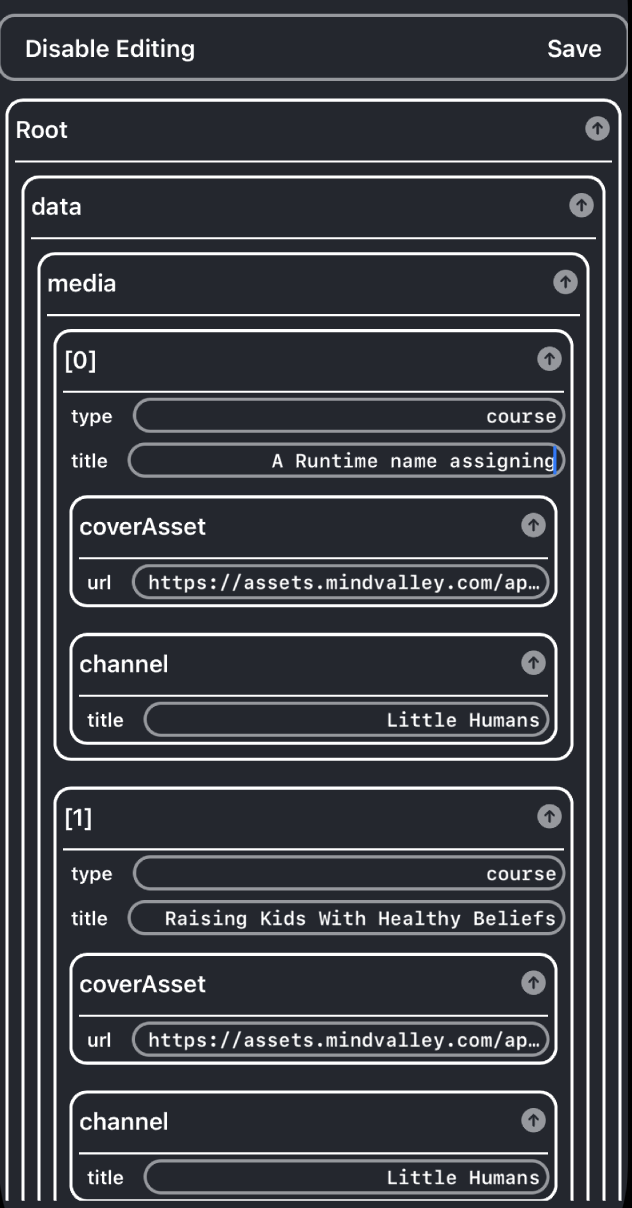 Disable Editing Save
Root
data
media
[0]
type course
title A Runtime name assigning
coverAsset
url https://assets.mindvalley.com/ap…
channel
title Little Humans
[1]
type course
title Raising Kids With Healthy Beliefs
coverAsset
url https://assets.mindvalley.com/ap…
channel
title Little Humans